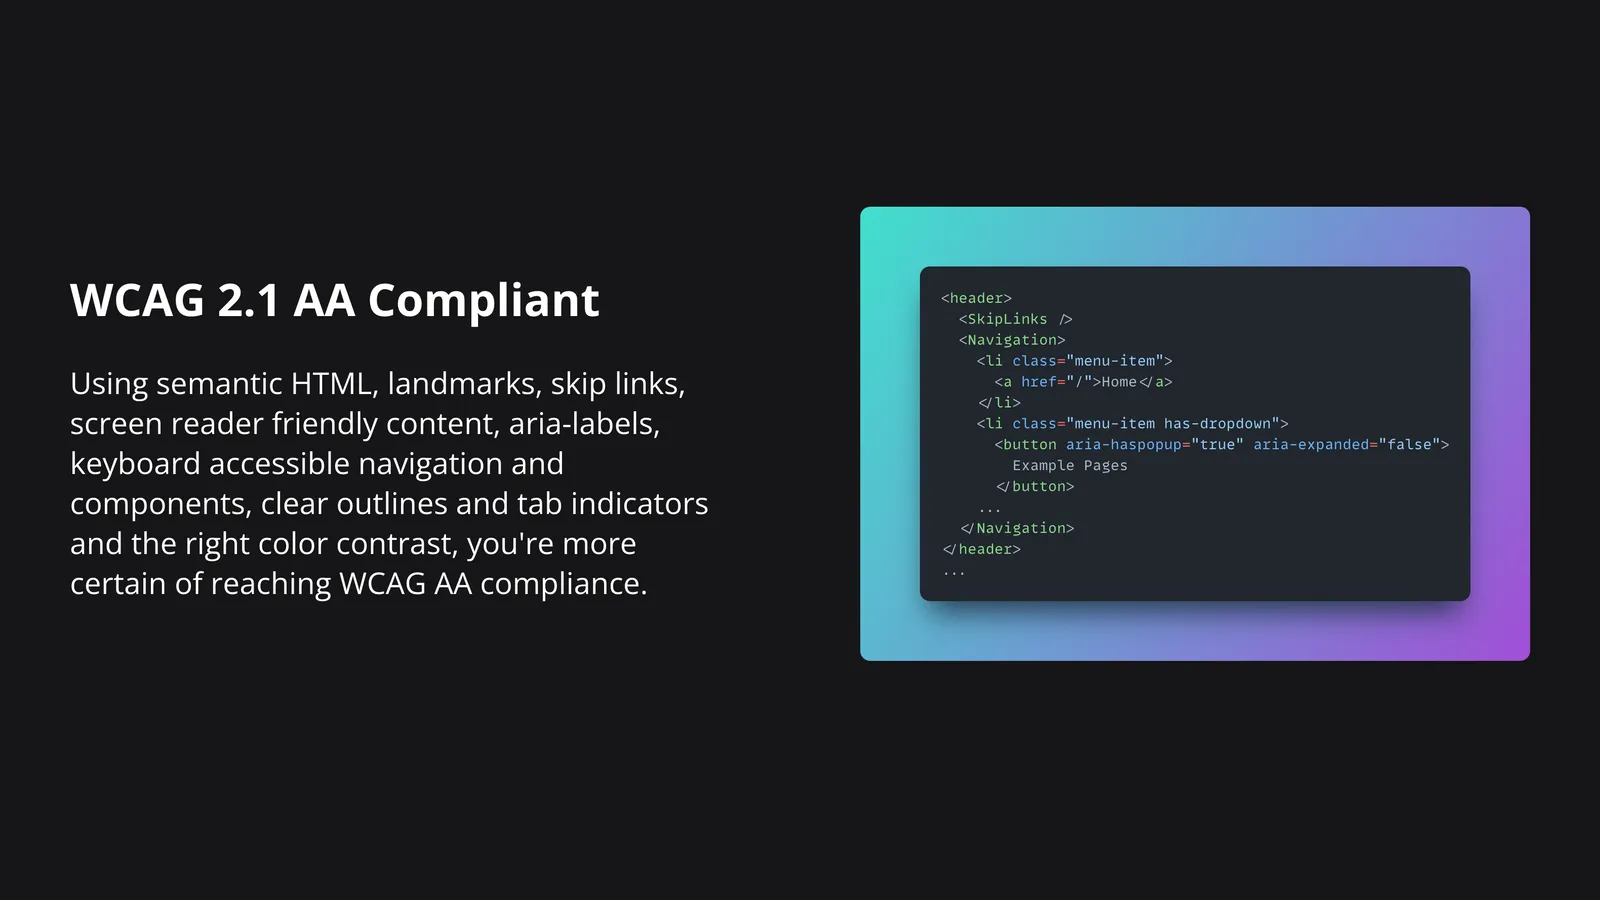 WCAG 2.1 AA Compliant
Using semantic HTML, landmarks, skip links,
screen reader friendly content, aria-labels,
keyboard accessible navigation and
components, clear outlines and tab indicators
and the right color contrast, you're more
certain of reaching WCAG AA compliance.
<header>
  <SkipLinks />
  <Navigation>
    <li class="menu-item">
      <a href="/">Home</a>
    </li>
    <li class="menu-item has-dropdown">
      <button aria-haspopup="true" aria-expanded="false">
        Example Pages
      </button>
    ...
  </Navigation>
</header>
...